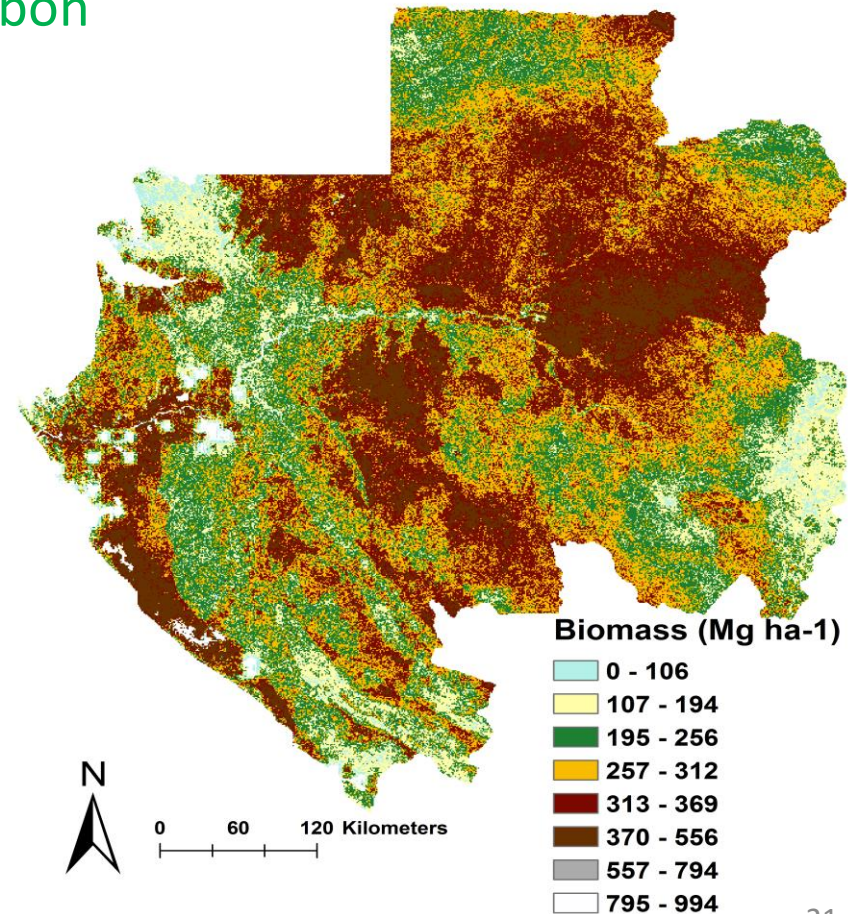 bon
Biomass (Mg ha-1)
0 - 106
107 - 194
195 - 256
257 - 312
313 - 369
370 - 556
557 - 794
795 - 994
N
0 60 120 Kilometers